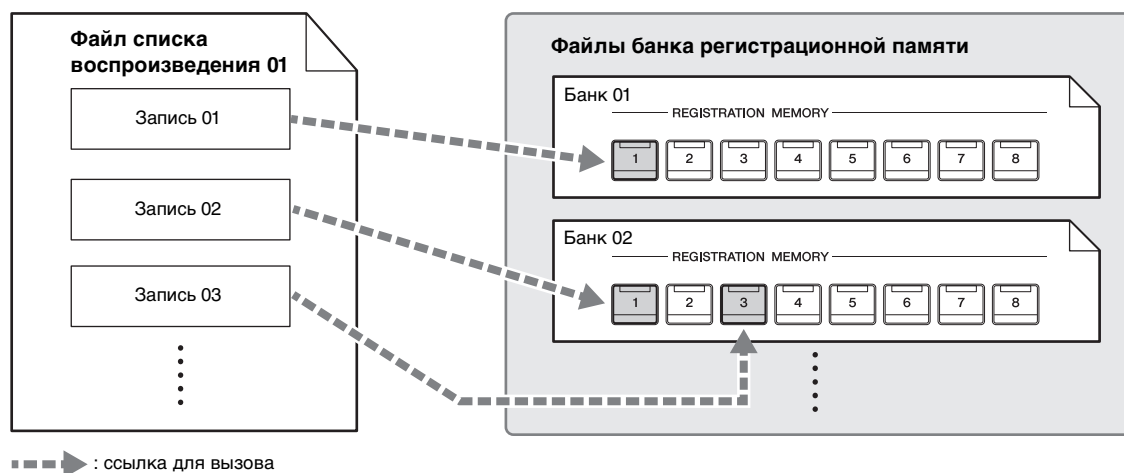 Файл списка
воспроизведения 01
Запись 01
Запись 02
Запись 03
Файлы банка регистрационной памяти
Банк 01
REGISTRATION MEMORY
1 2 3 4 5 6 7 8
Банк 02
REGISTRATION MEMORY
1 2 3 4 5 6 7 8
: ссылка для вызова